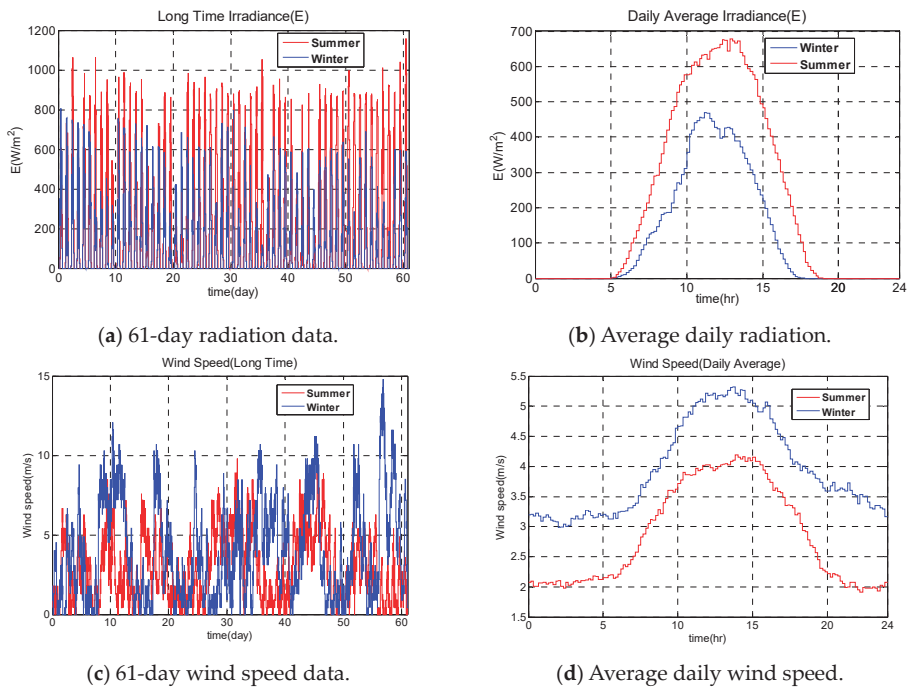 Long Time Irradiance(E)
1200
1000
800
600
400
200
0
E(W/m²)
Summer
Winter
0 10 20 30 40 50 60
time(day)
(a) 61-day radiation data.
Daily Average Irradiance(E)
700
600
500
400
300
200
100
0
E(W/m²)
Winter
Summer
0 5 10 15 20 24
time(hr)
(b) Average daily radiation.
Wind Speed(Long Time)
15
10
5
0
Wind speed(m/s)
Summer
Winter
0 10 20 30 40 50 60
time(day)
(c) 61-day wind speed data.
Wind Speed(Daily Average)
5.5
5
4.5
4
3.5
3
2.5
2
1.5
Wind speed(m/s)
Summer
Winter
0 5 10 15 20 24
time(hr)
(d) Average daily wind speed.